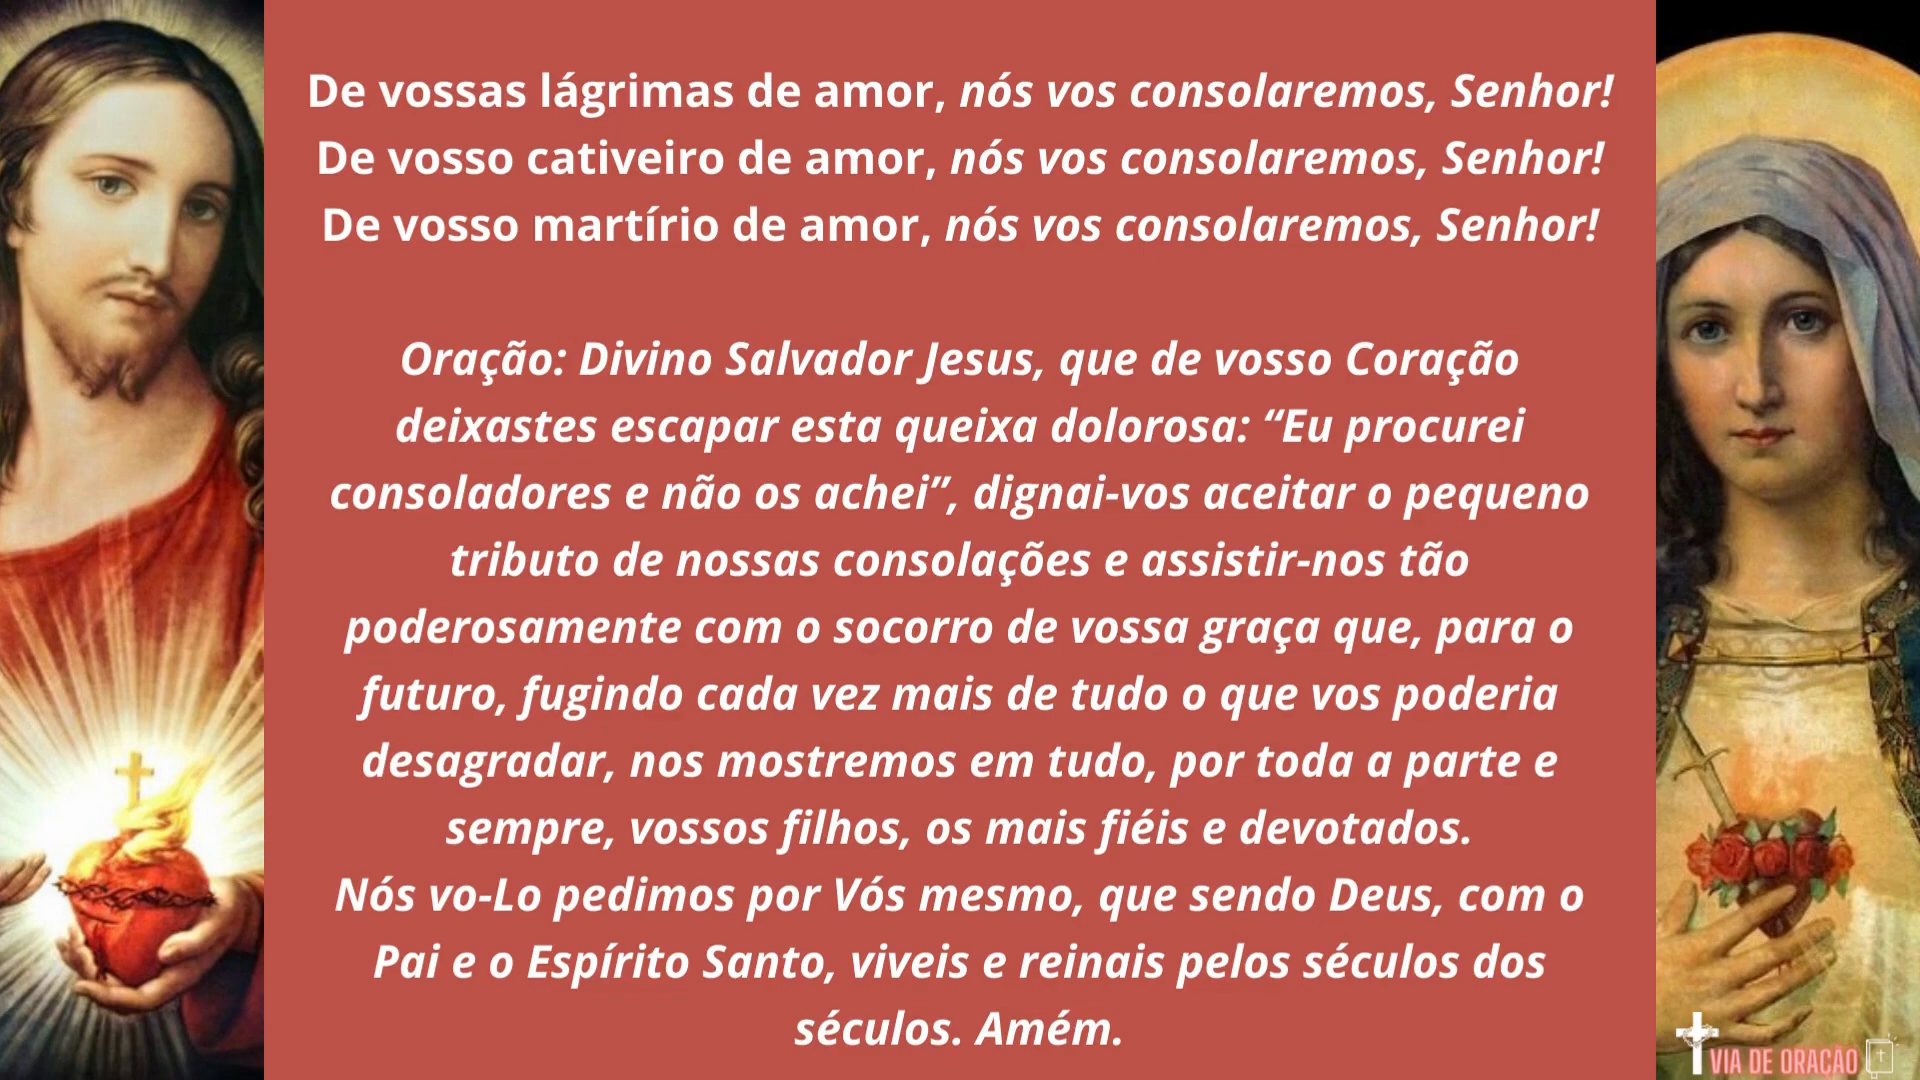 De vossas lágrimas de amor, nós vos consolaremos, Senhor!
De vosso cativeiro de amor, nós vos consolaremos, Senhor!
De vosso martírio de amor, nós vos consolaremos, Senhor!
Oração: Divino Salvador Jesus, que de vosso Coração
deixastes escapar esta queixa dolorosa: “Eu procurei
consoladores e não os achei”, dignai-vos aceitar o pequeno
tributo de nossas consolações e assistir-nos tão
poderosamente com o socorro de vossa graça que, para o
futuro, fugindo cada vez mais de tudo o que vos poderia
desagradar, nos mostremos em tudo, por toda a parte e
sempre, vossos filhos, os mais fiéis e devotados.
Nós vo-Lo pedimos por Vós mesmo, que sendo Deus, com o
Pai e o Espírito Santo, viveis e reinais pelos séculos dos
séculos. Amém.
VIA DE ORAÇÃO